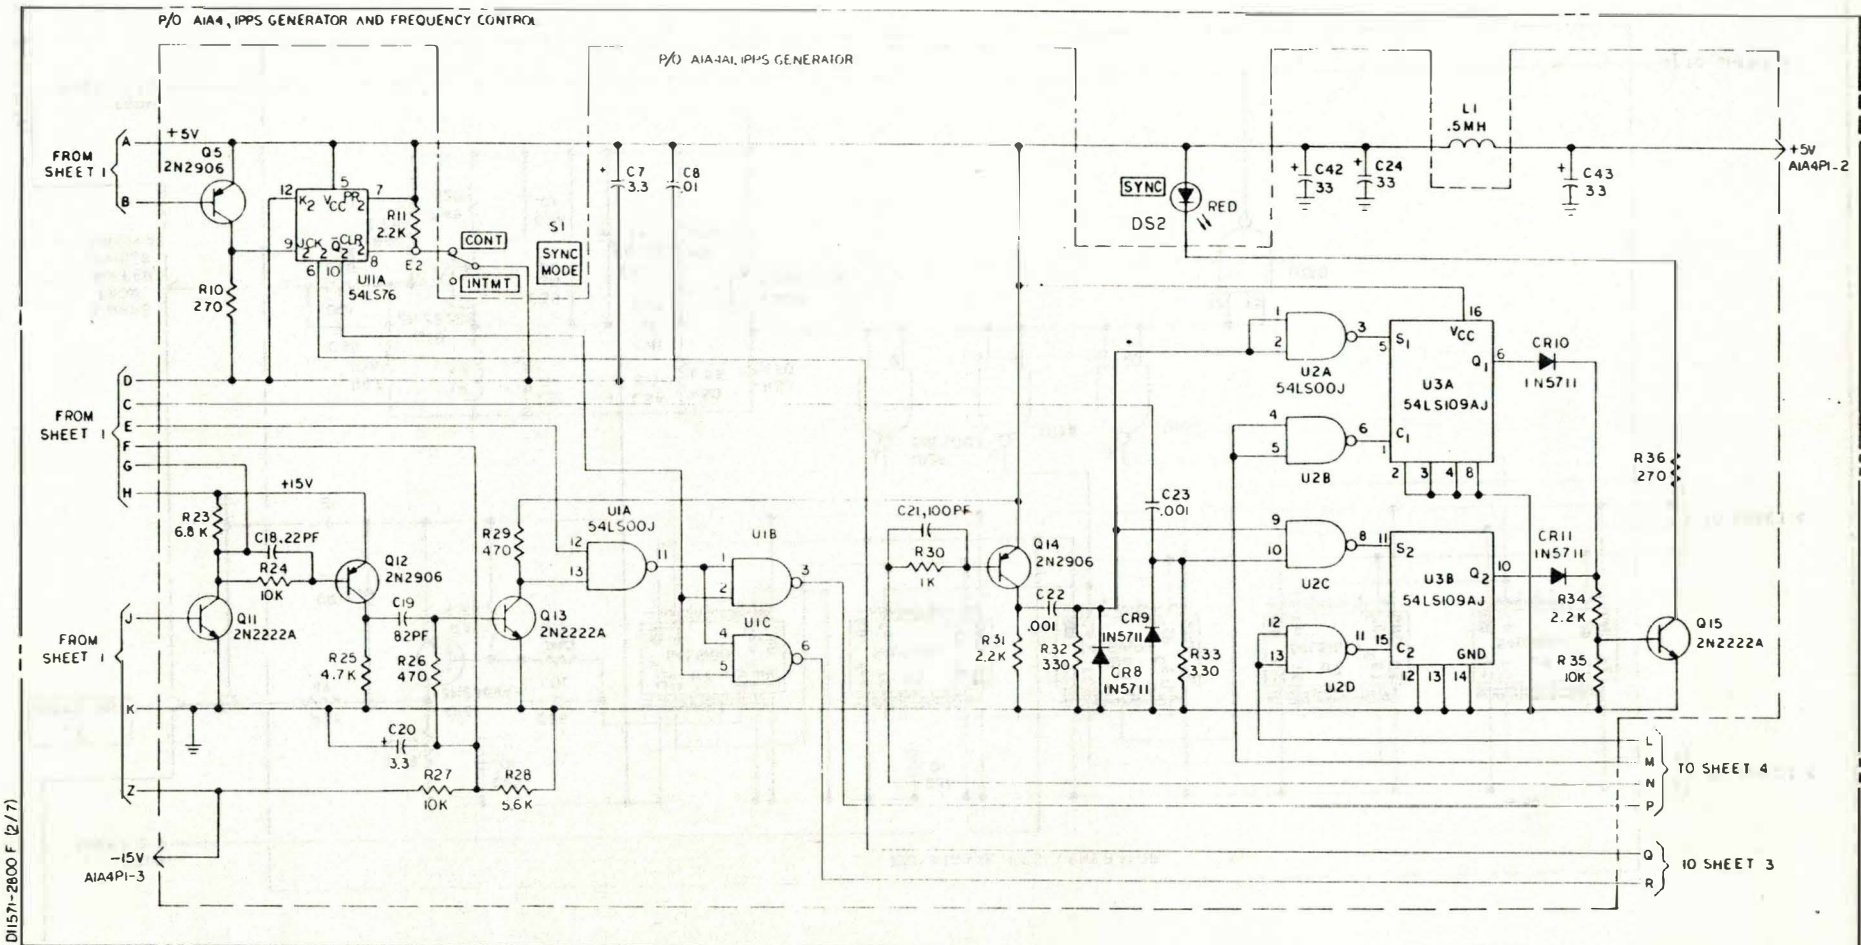 P/O A1A4, 1PPS GENERATOR AND FREQUENCY CONTROL
P/O A1A4A1, 1PPS GENERATOR
FROM
SHEET 1
A
B
+5V
Q5
2N2906
12
K2
5
VCC
PR2
7
9
J2
CK2
Q̅2
CLR2
8
6
10
U11A
54LS76
R11
2.2K
E2
CONT
INTMT
S1
SYNC
MODE
R10
270
C7
3.3
+
C8
.01
SYNC
DS2
RED
+
C42
33
+
C24
33
L1
.5MH
+
C43
33
+5V
A1A4P1-2
FROM
SHEET 1
D
C
E
F
G
H
+15V
R23
6.8K
C18,22PF
R24
10K
Q12
2N2906
Q11
2N2222A
C19
82PF
R25
4.7K
R26
470
R29
470
Q13
2N2222A
U1A
54LS00J
12
13
11
U1B
1
2
3
U1C
4
5
6
C21,100PF
R30
1K
Q14
2N2906
C22
.001
R31
2.2K
R32
330
CR8
1N5711
CR9
1N5711
R33
330
C23
.001
1
2
3
U2A
54LS00J
4
5
6
U2B
9
10
8
U2C
12
13
11
U2D
16
VCC
5
S1
Q1
6
U3A
54LS109AJ
C1
1
2
3
4
8
CR10
1N5711
11
S2
Q2
10
U3B
54LS109AJ
15
C2
GND
12
13
14
CR11
1N5711
R34
2.2K
R35
10K
R36
270
Q15
2N2222A
FROM
SHEET 1
J
K
Z
+
C20
3.3
R27
10K
R28
5.6K
-15V
A1A4P1-3
L
M
N
P
TO SHEET 4
Q
R
TO SHEET 3
D11571-2800 F (2/7)